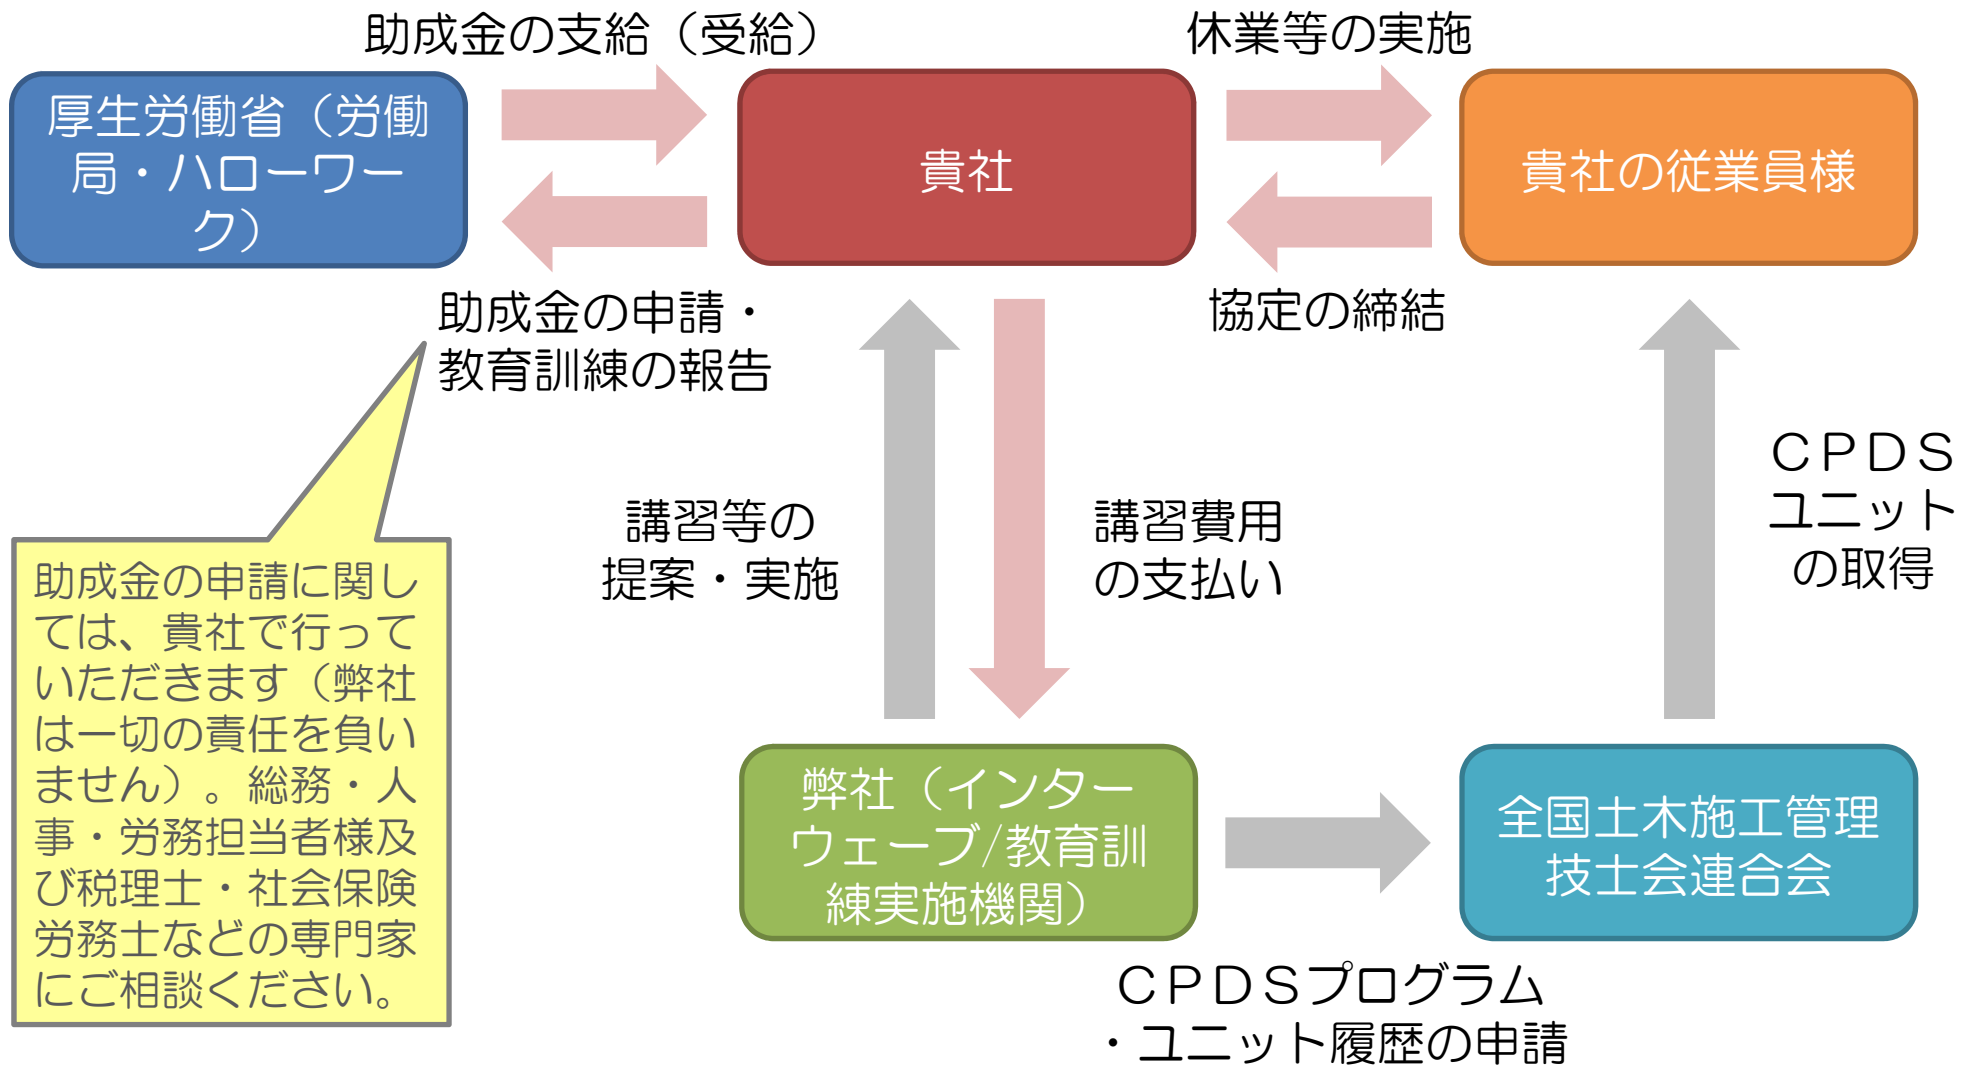 助成金の支給（受給）
休業等の実施
厚生労働省（労働
局・ハローワー
ク）
貴社
貴社の従業員様
助成金の申請・
教育訓練の報告
協定の締結
講習等の
提案・実施
講習費用
の支払い
ＣＰＤＳ
ユニット
の取得
助成金の申請に関し
ては、貴社で行って
いただきます（弊社
は一切の責任を負い
ません）。総務・人
事・労務担当者様及
び税理士・社会保険
労務士などの専門家
にご相談ください。
弊社（インター
ウェーブ/教育訓
練実施機関）
全国土木施工管理
技士会連合会
ＣＰＤＳプログラム
・ユニット履歴の申請